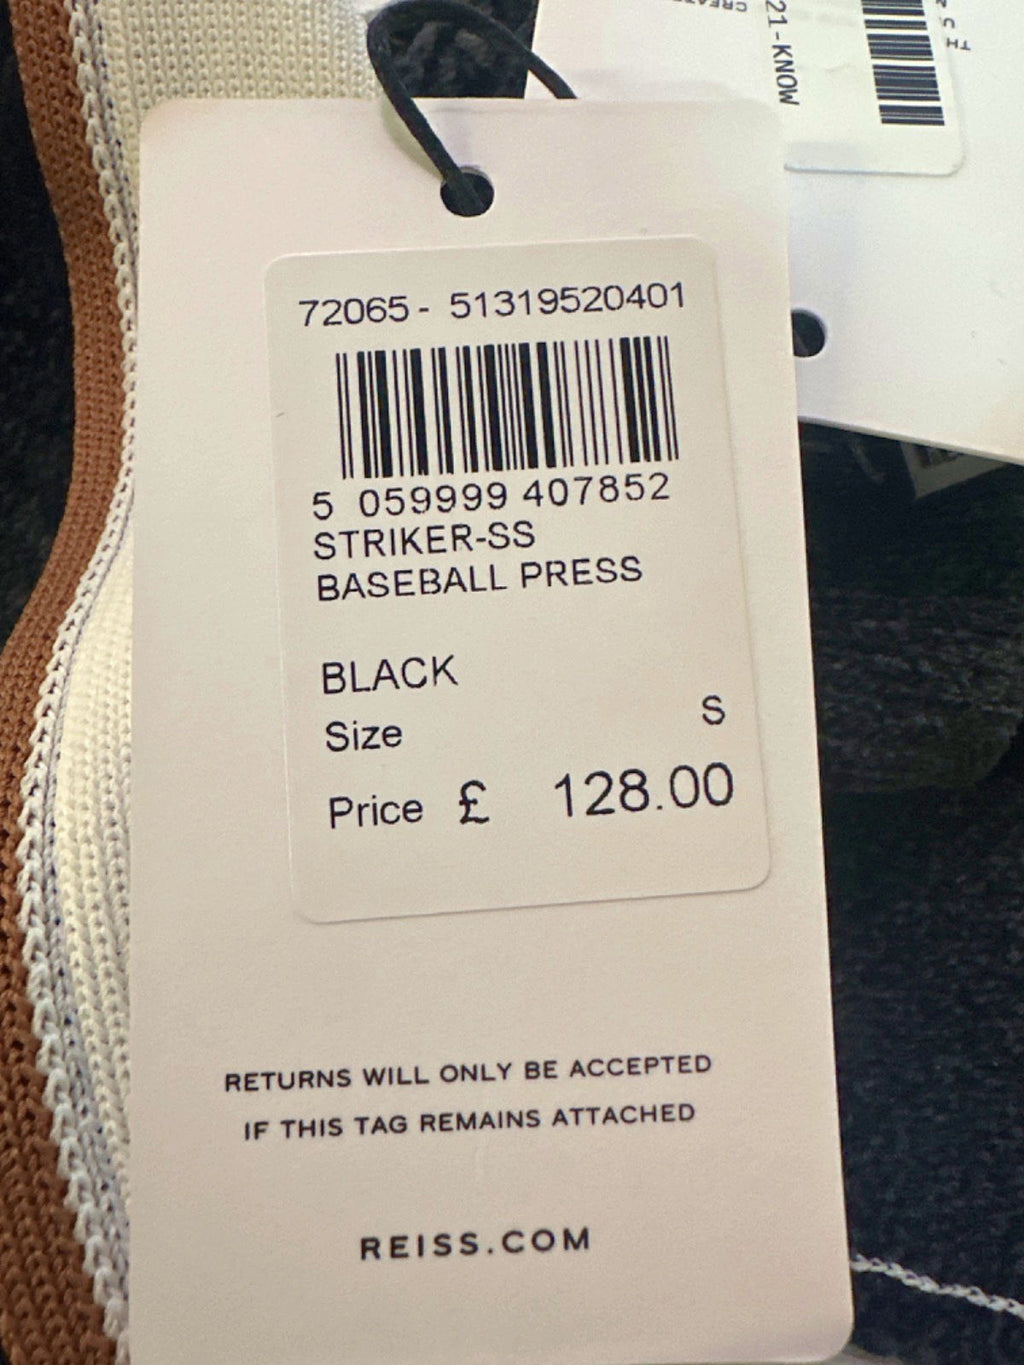 21-KNOW
72065- 51319520401
5 059999 407852
STRIKER-SS
BASEBALL PRESS
BLACK
Size S
Price £ 128.00
RETURNS WILL ONLY BE ACCEPTED
IF THIS TAG REMAINS ATTACHED
REISS.COM